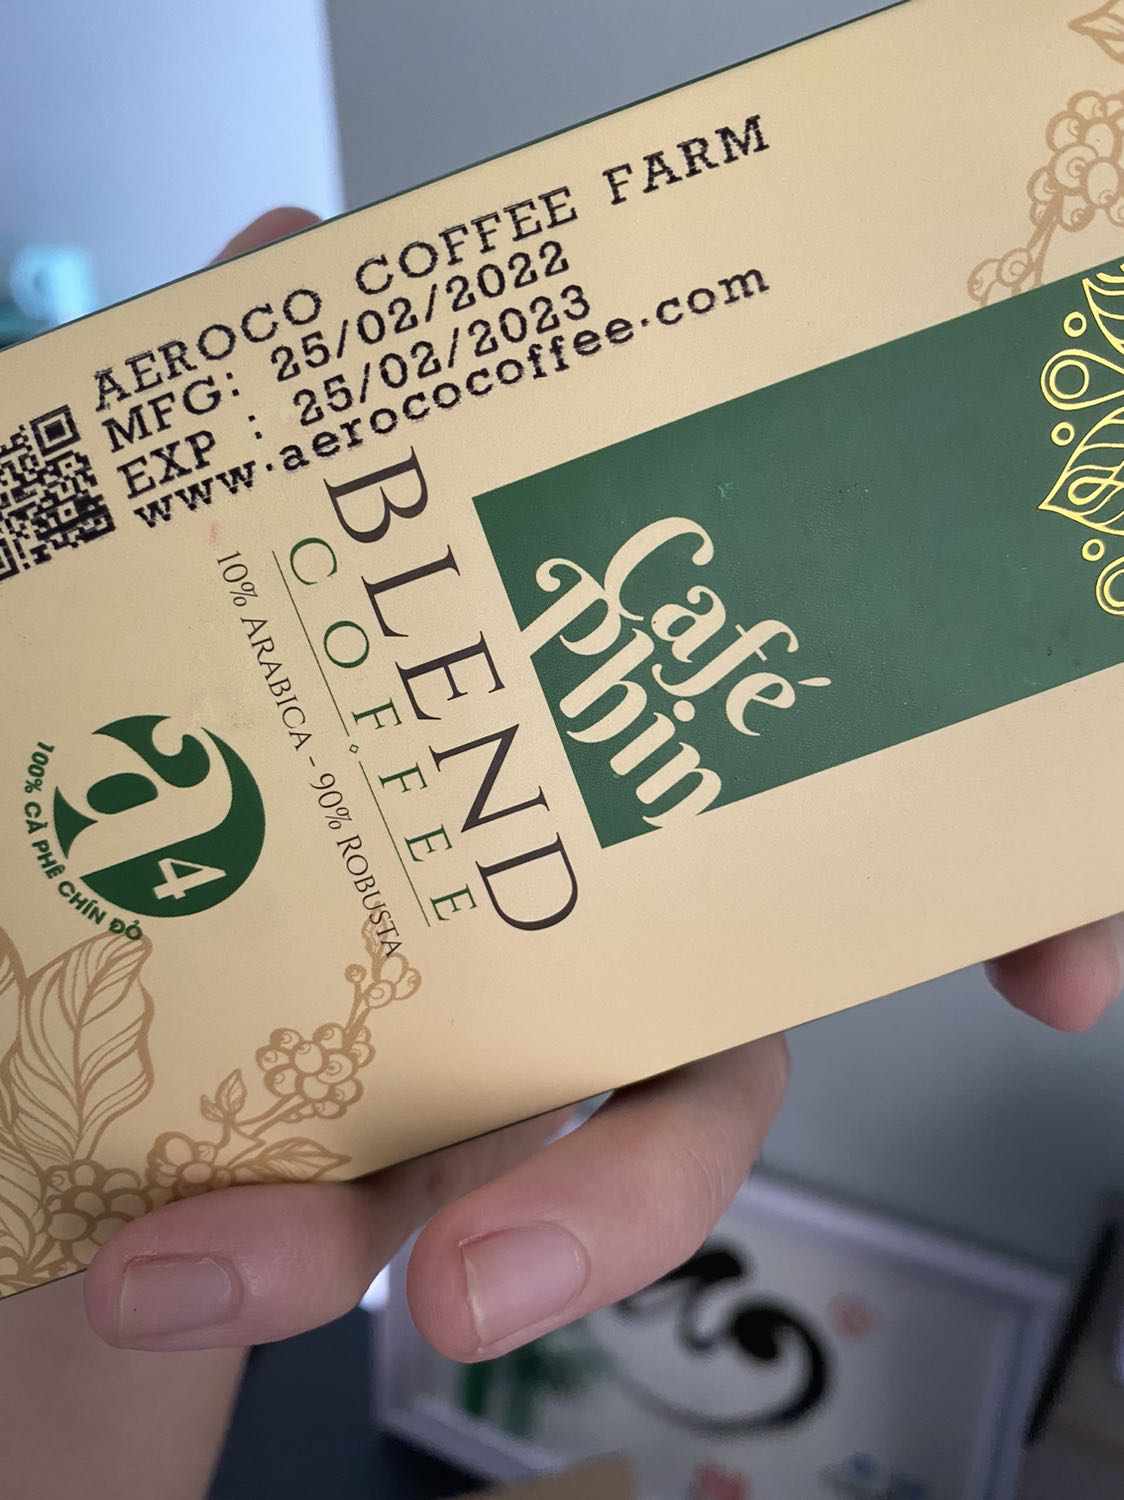 AEROCO COFFEE FARM
MFG: 25/02/2022
EXP : 25/02/2023
www.aerococoffee.com
Café
Phin
BLEND
COFFEE
10% ARABICA - 90% ROBUSTA
a4
100% CÀ PHÊ CHÍN ĐỎ